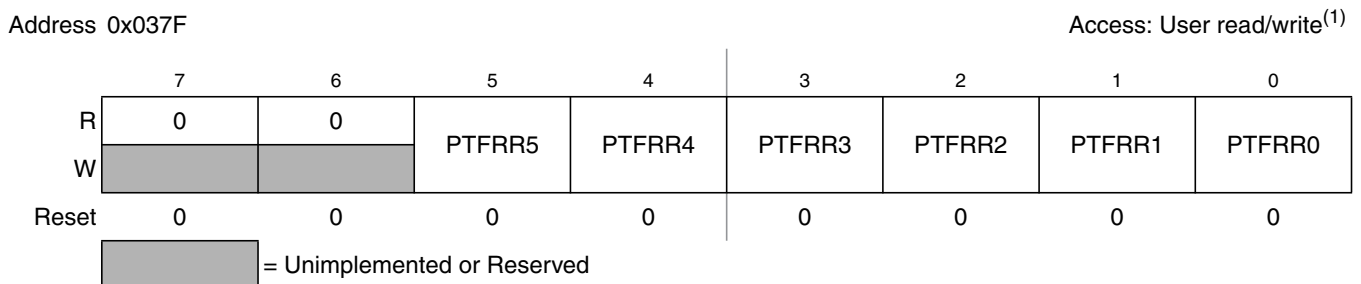 Address 0x037F Access: User read/write(1)
7 6 5 4 3 2 1 0
R 0 0 PTFRR5 PTFRR4 PTFRR3 PTFRR2 PTFRR1 PTFRR0
W
Reset 0 0 0 0 0 0 0 0
= Unimplemented or Reserved